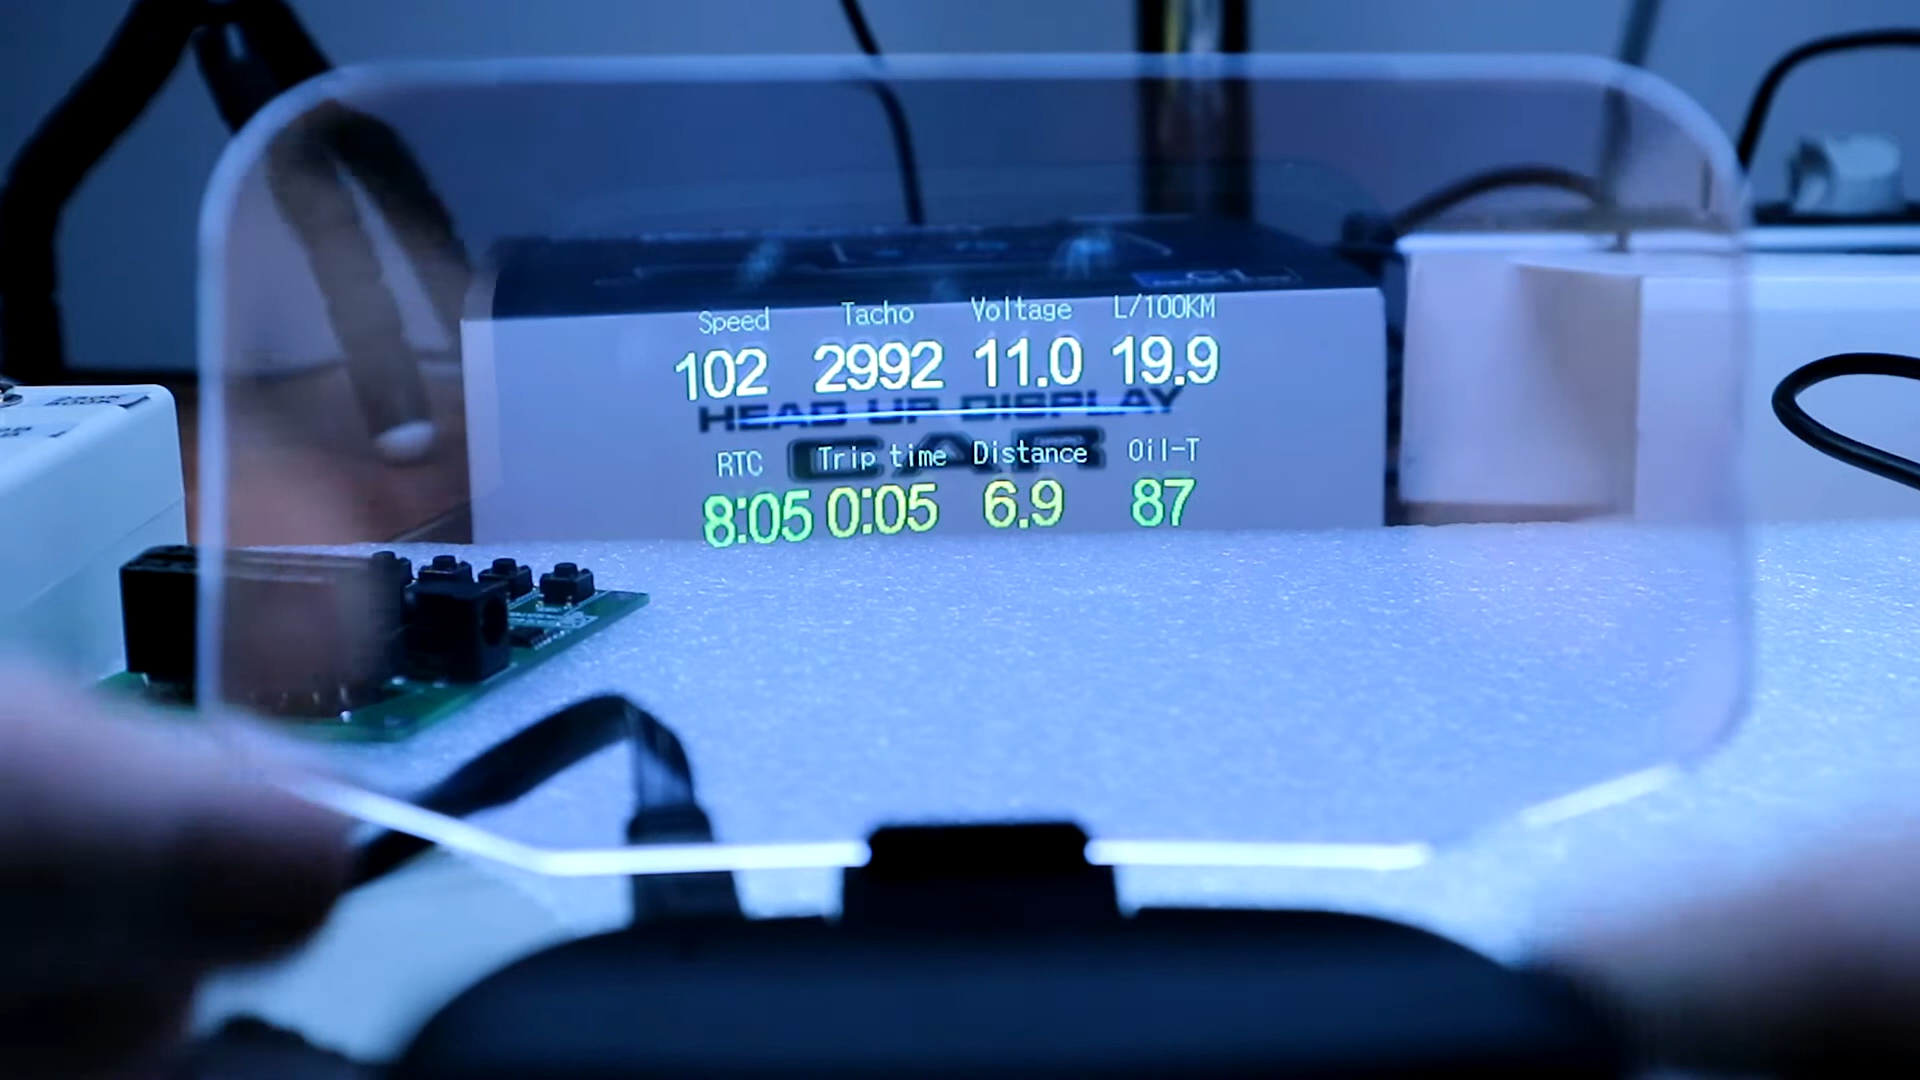 Speed Tacho Voltage L/100KM
102 2992 11.0 19.9
HEAD UP DISPLAY
CAR
RTC Trip time Distance Oil-T
8:05 0:05 6.9 87